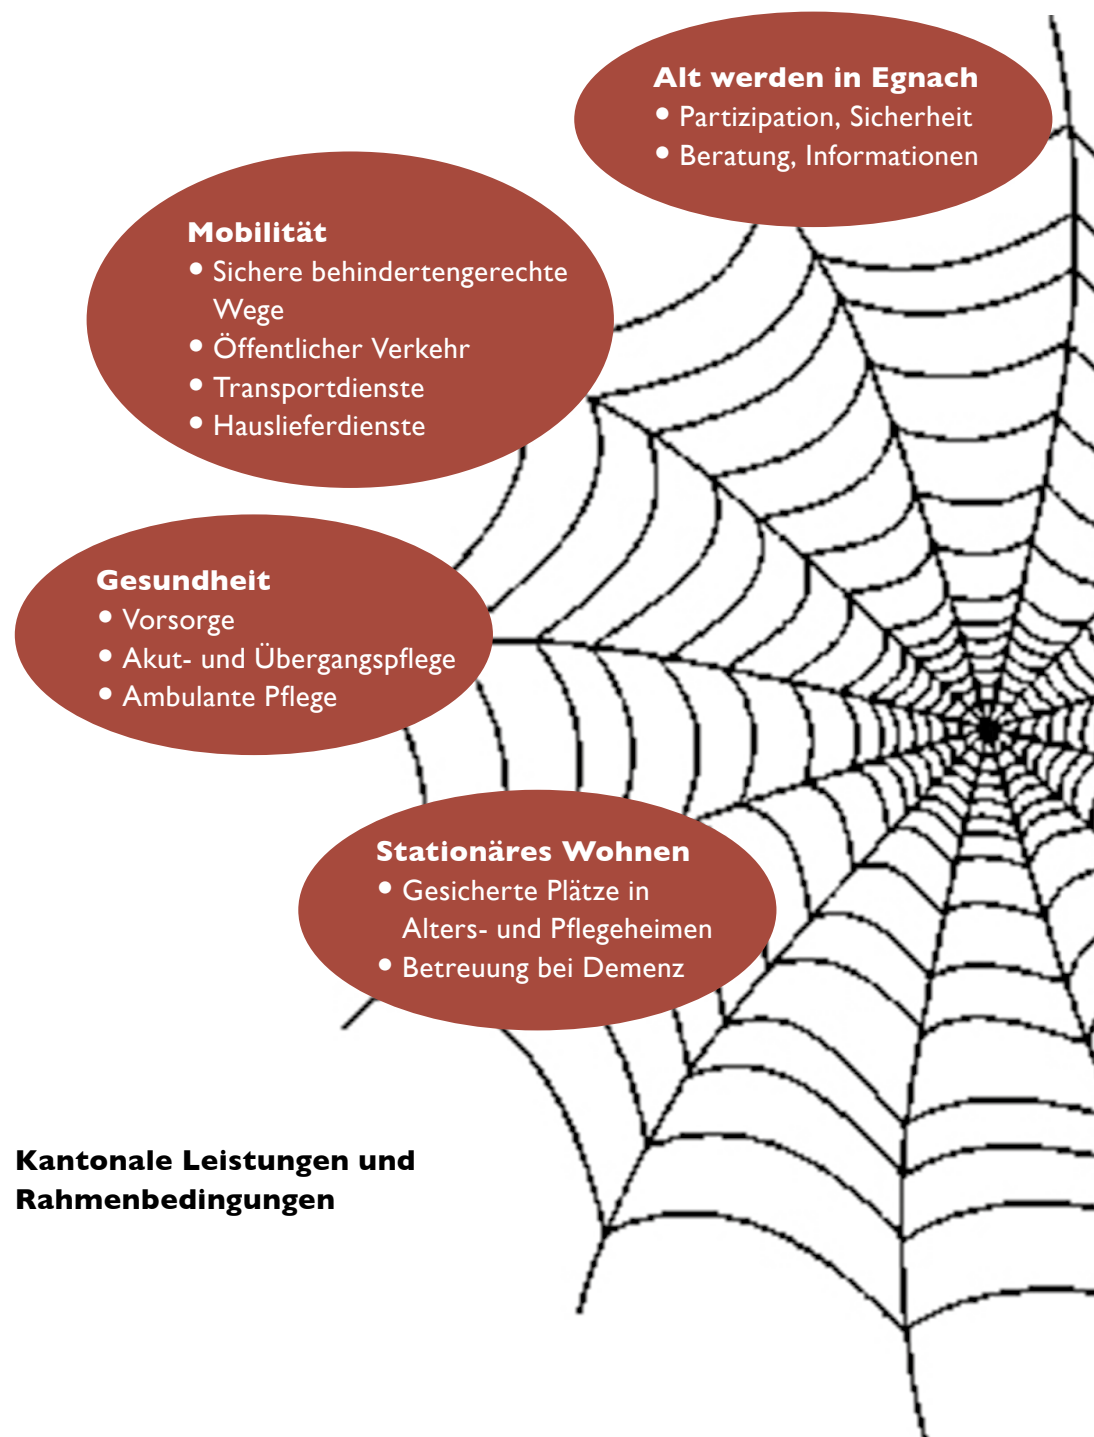 Alt werden in Egnach
• Partizipation, Sicherheit
• Beratung, Informationen
Mobilität
• Sichere behindertengerechte
Wege
• Öffentlicher Verkehr
• Transportdienste
• Hauslieferdienste
Gesundheit
• Vorsorge
• Akut- und Übergangspflege
• Ambulante Pflege
Stationäres Wohnen
• Gesicherte Plätze in
Alters- und Pflegeheimen
• Betreuung bei Demenz
Kantonale Leistungen und
Rahmenbedingungen